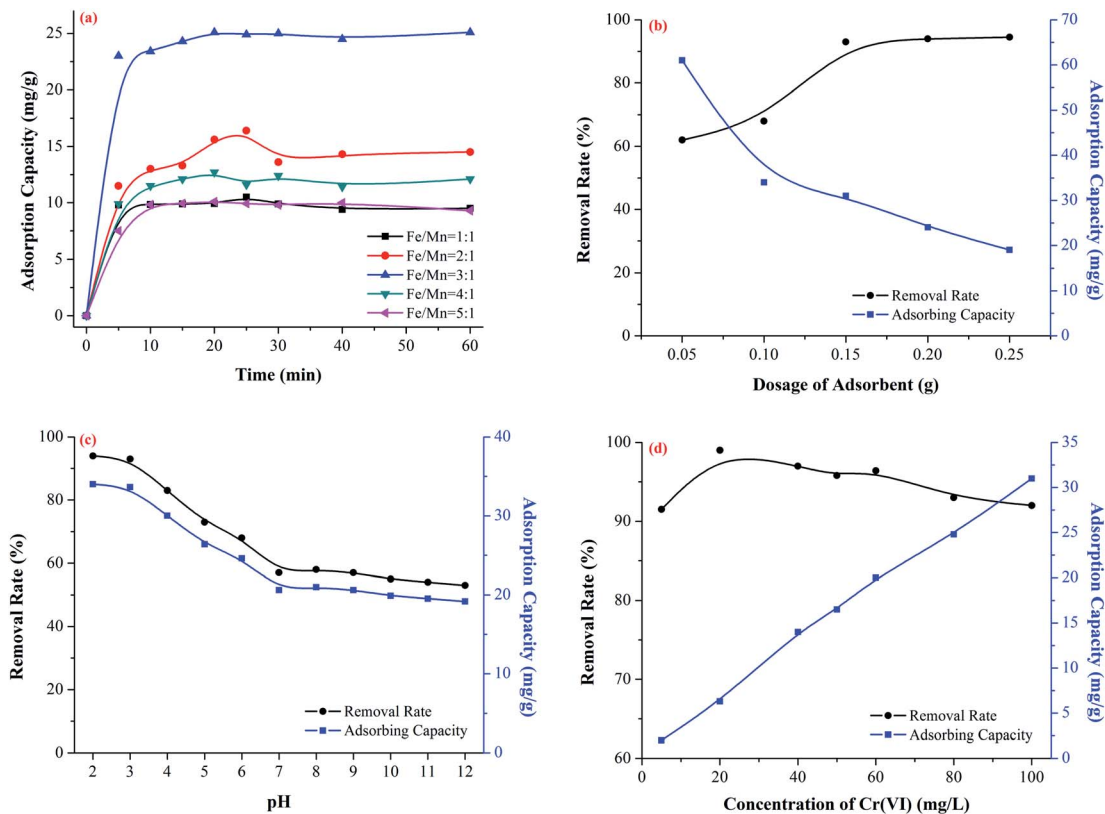 (a)
25
20
15
10
5
0
Adsorption Capacity (mg/g)
Fe/Mn=1:1
Fe/Mn=2:1
Fe/Mn=3:1
Fe/Mn=4:1
Fe/Mn=5:1
0 10 20 30 40 50 60
Time (min)
(b)
100
80
60
40
20
0
Removal Rate (%)
70
60
50
40
30
20
10
0
Adsorption Capacity (mg/g)
Removal Rate
Adsorbing Capacity
0.05 0.10 0.15 0.20 0.25
Dosage of Adsorbent (g)
(c)
100
80
60
40
20
0
Removal Rate (%)
40
30
20
10
0
Adsorption Capacity (mg/g)
Removal Rate
Adsorbing Capacity
2 3 4 5 6 7 8 9 10 11 12
pH
(d)
100
90
80
70
60
Removal Rate (%)
35
30
25
20
15
10
5
0
Adsorption Capacity (mg/g)
Removal Rate
Adsorbing Capacity
0 20 40 60 80 100
Concentration of Cr(VI) (mg/L)